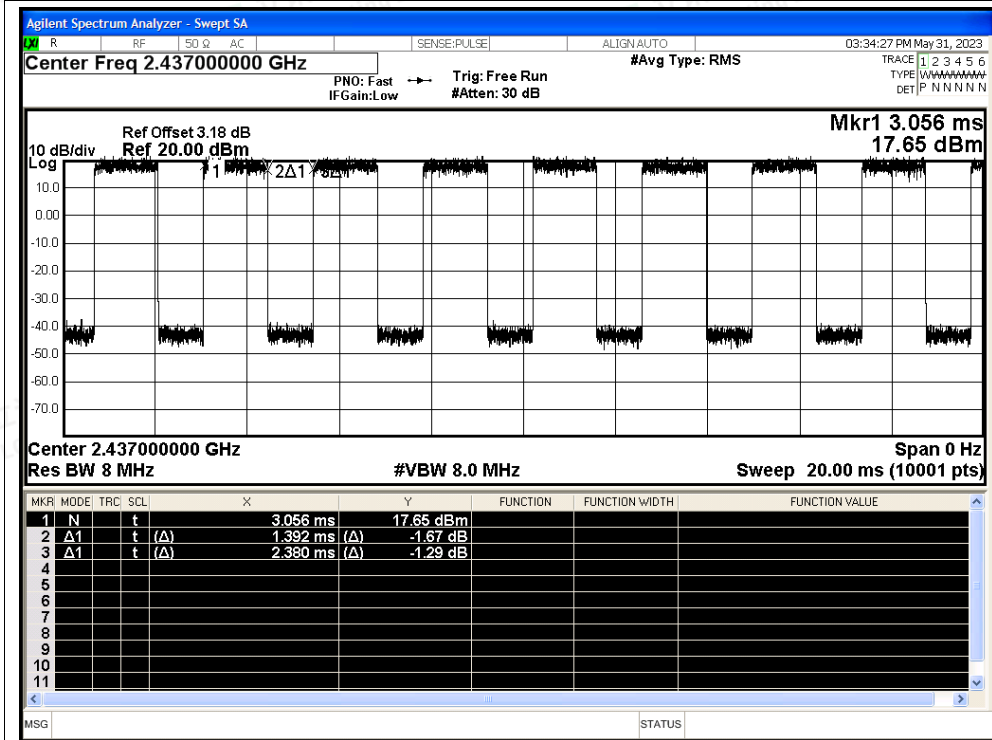 Agilent Spectrum Analyzer - Swept SA
LXI R RF 50 Ω AC SENSE:PULSE ALIGN AUTO 03:34:27 PM May 31, 2023
Center Freq 2.437000000 GHz #Avg Type: RMS TRACE 1 2 3 4 5 6
PNO: Fast Trig: Free Run TYPE W
IFGain:Low #Atten: 30 dB DET P N N N N N
Mkr1 3.056 ms
17.65 dBm
Ref Offset 3.18 dB
10 dB/div Ref 20.00 dBm
Log
1 2Δ1 3Δ1
10.0
0.00
-10.0
-20.0
-30.0
-40.0
-50.0
-60.0
-70.0
Center 2.437000000 GHz Span 0 Hz
Res BW 8 MHz #VBW 8.0 MHz Sweep 20.00 ms (10001 pts)
MKR MODE TRC SCL X Y FUNCTION FUNCTION WIDTH FUNCTION VALUE
1 N t 3.056 ms 17.65 dBm
2 Δ1 t (Δ) 1.392 ms (Δ) -1.67 dB
3 Δ1 t (Δ) 2.380 ms (Δ) -1.29 dB
4
5
6
7
8
9
10
11
MSG STATUS